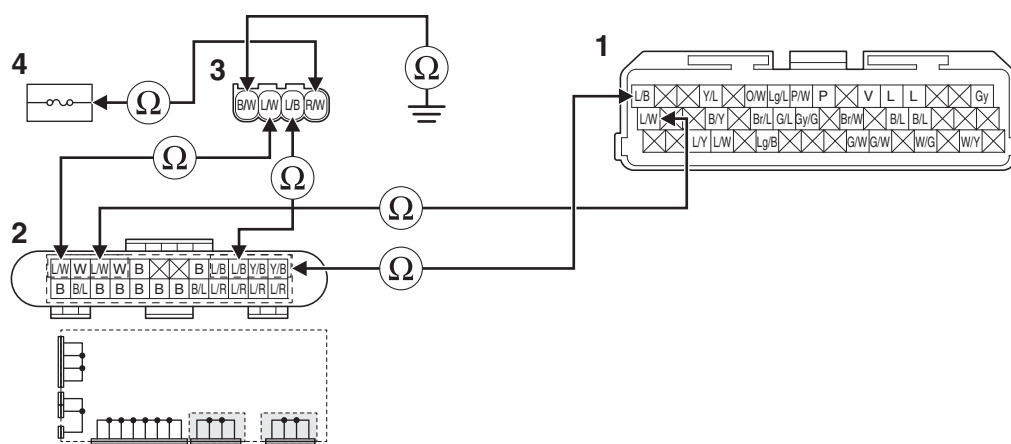 4
3
1
2
Ω
Ω
Ω
Ω
Ω
Ω
B/W L/W L/B R/W
L/B Y/L O/W Lg/L P/W P V L L Gy
L/W B/Y Br/L G/L Gy/G Br/W B/L B/L
L/Y L/W Lg/B G/W G/W W/G W/Y
L/W W L/W W B B L/B L/B Y/B Y/B
B B/L B B B B B B/L L/R L/R L/R L/R